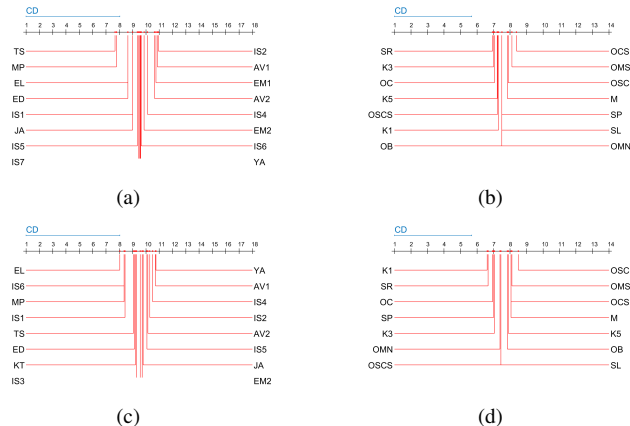 CD
1 2 3 4 5 6 7 8 9 10 11 12 13 14 15 16 17 18
TS IS2
MP AV1
EL EM1
ED AV2
IS1 IS4
JA EM2
IS5 IS6
IS7 YA
(a)
CD
1 2 3 4 5 6 7 8 9 10 11 12 13 14
SR OCS
K3 OMS
OC OSC
K5 M
OSCS SP
K1 SL
OB OMN
(b)
CD
1 2 3 4 5 6 7 8 9 10 11 12 13 14 15 16 17 18
EL YA
IS6 AV1
MP IS4
IS1 IS2
TS AV2
ED IS5
KT JA
IS3 EM2
(c)
CD
1 2 3 4 5 6 7 8 9 10 11 12 13 14
K1 OSC
SR OMS
OC OCS
SP M
K3 K5
OMN OB
OSCS SL
(d)